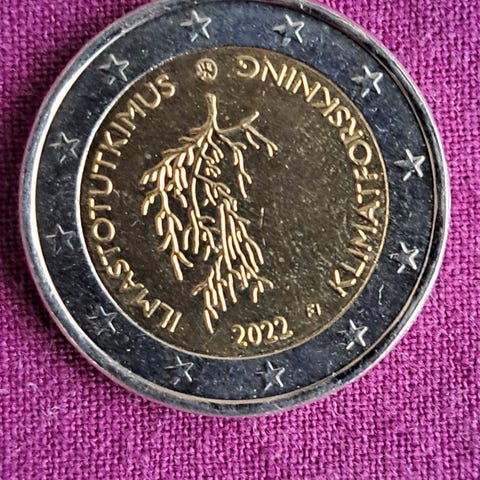 ILMASTOTUTKIMUS
KLIMATFORSKNING
2022
FI